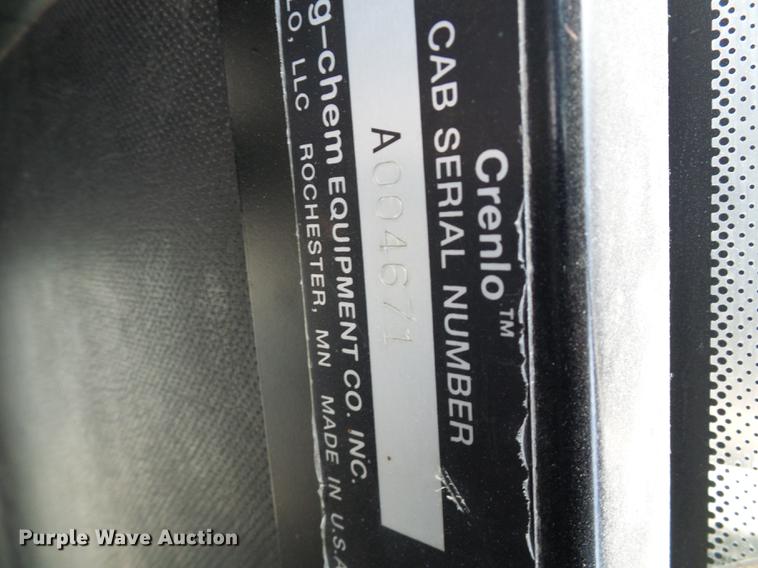 Crenlo™
CAB SERIAL NUMBER
A004671
g-chem EQUIPMENT CO. INC.
LO, LLC ROCHESTER, MN MADE IN U.S.A
Purple Wave Auction